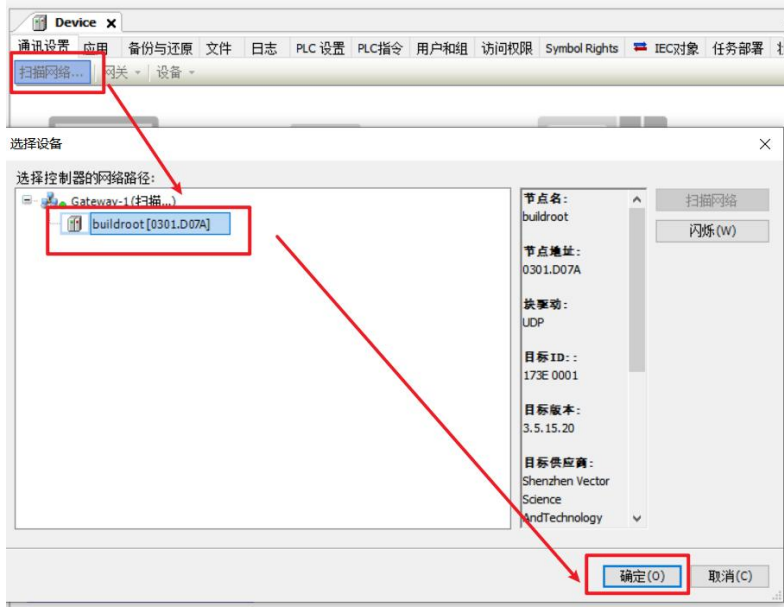 Device
通讯设置 应用 备份与还原 文件 日志 PLC 设置 PLC指令 用户和组 访问权限 Symbol Rights IEC对象 任务部署
扫描网络... 网关 设备
选择设备
选择控制器的网络路径:
Gateway-1(扫描...)
buildroot [0301.D07A]
节点名:
buildroot
节点地址:
0301.D07A
块驱动:
UDP
目标ID::
173E 0001
目标版本:
3.5.15.20
目标供应商:
Shenzhen Vector
Science
AndTechnology
扫描网络
闪烁(W)
确定(O) 取消(C)